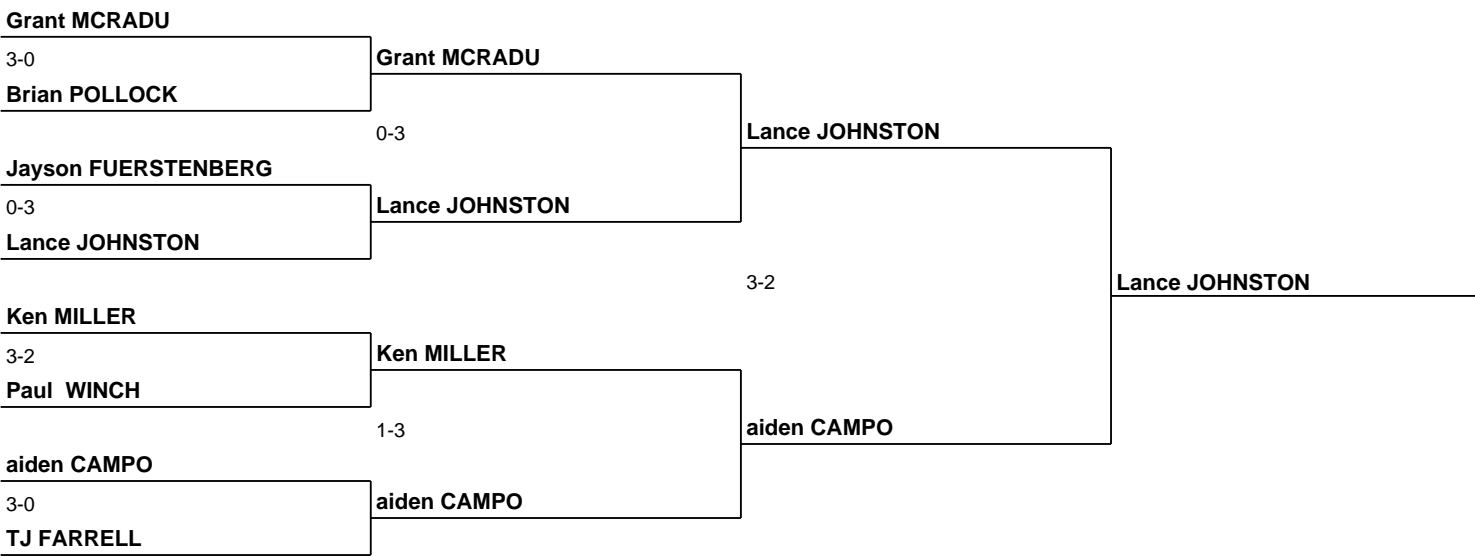 Grant MCRADU
3-0
Brian POLLOCK
Jayson FUERSTENBERG
0-3
Lance JOHNSTON
Ken MILLER
3-2
Paul  WINCH
aiden CAMPO
3-0
TJ FARRELL
Grant MCRADU
0-3
Lance JOHNSTON
Ken MILLER
1-3
aiden CAMPO
Lance JOHNSTON
3-2
aiden CAMPO
Lance JOHNSTON